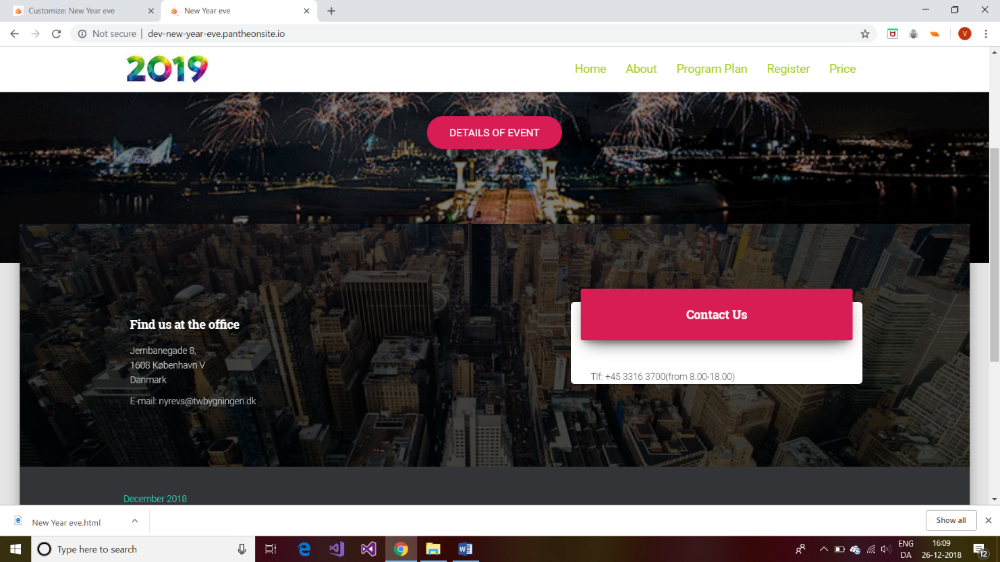 Customize: New Year eve
New Year eve
Not secure | dev-new-year-eve.pantheonsite.io
V
2019
Home About Program Plan Register Price
DETAILS OF EVENT
Find us at the office
Jernbanegade 8,
1608 København V
Danmark
E-mail: nyrevs@twbygningen.dk
Contact Us
Tlf: +45 3316 3700(from 8.00-18.00)
December 2018
New Year eve.html
Show all
Type here to search
ENG
DA
16:09
26-12-2018
12